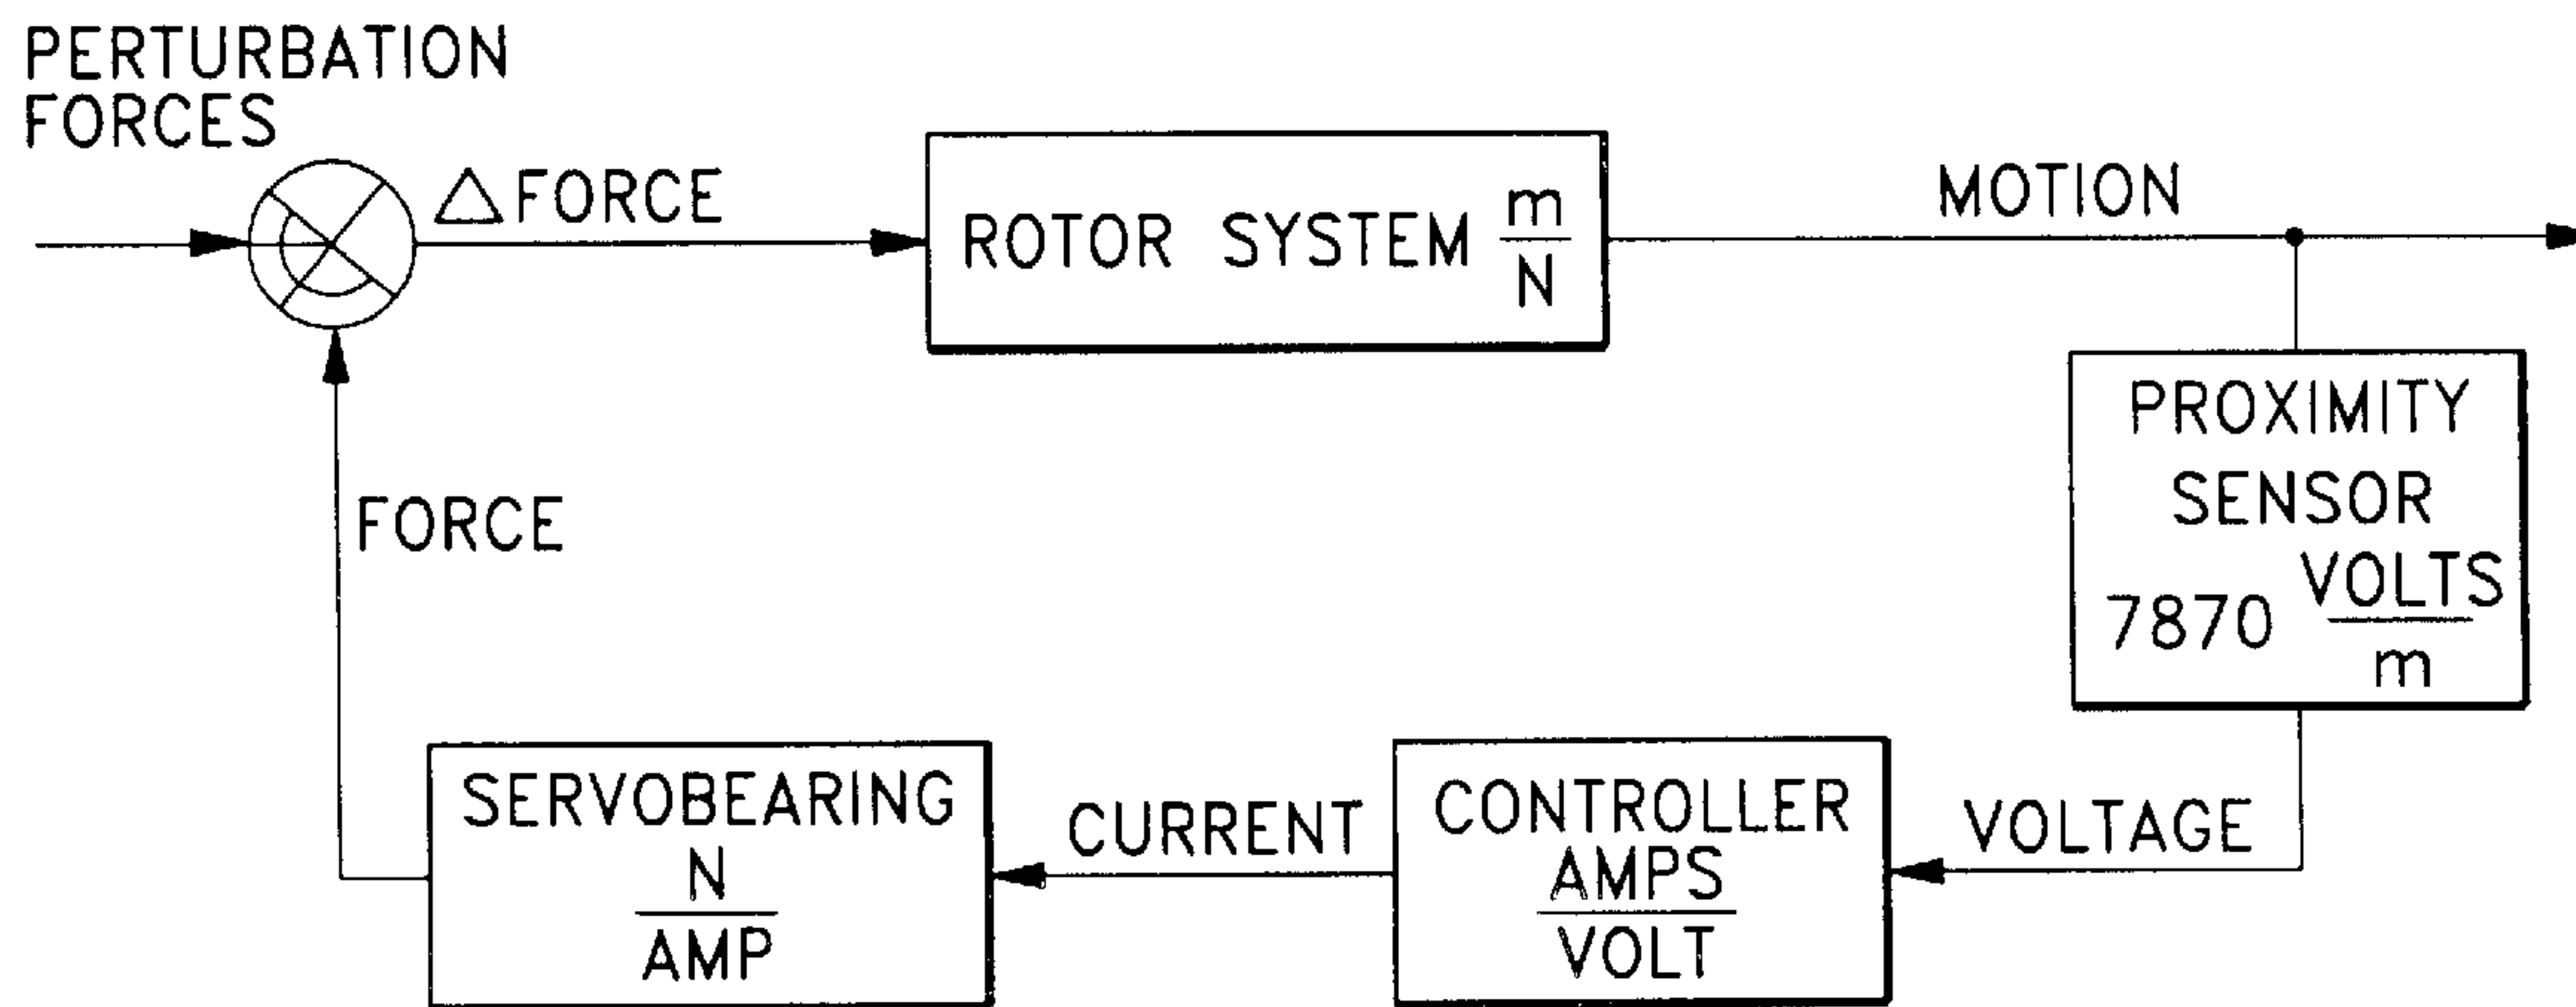 PERTURBATION
FORCES
△FORCE
ROTOR SYSTEM m/N
MOTION
PROXIMITY
SENSOR
7870 VOLTS/m
FORCE
SERVOBEARING
N
AMP
CURRENT
CONTROLLER
AMPS
VOLT
VOLTAGE